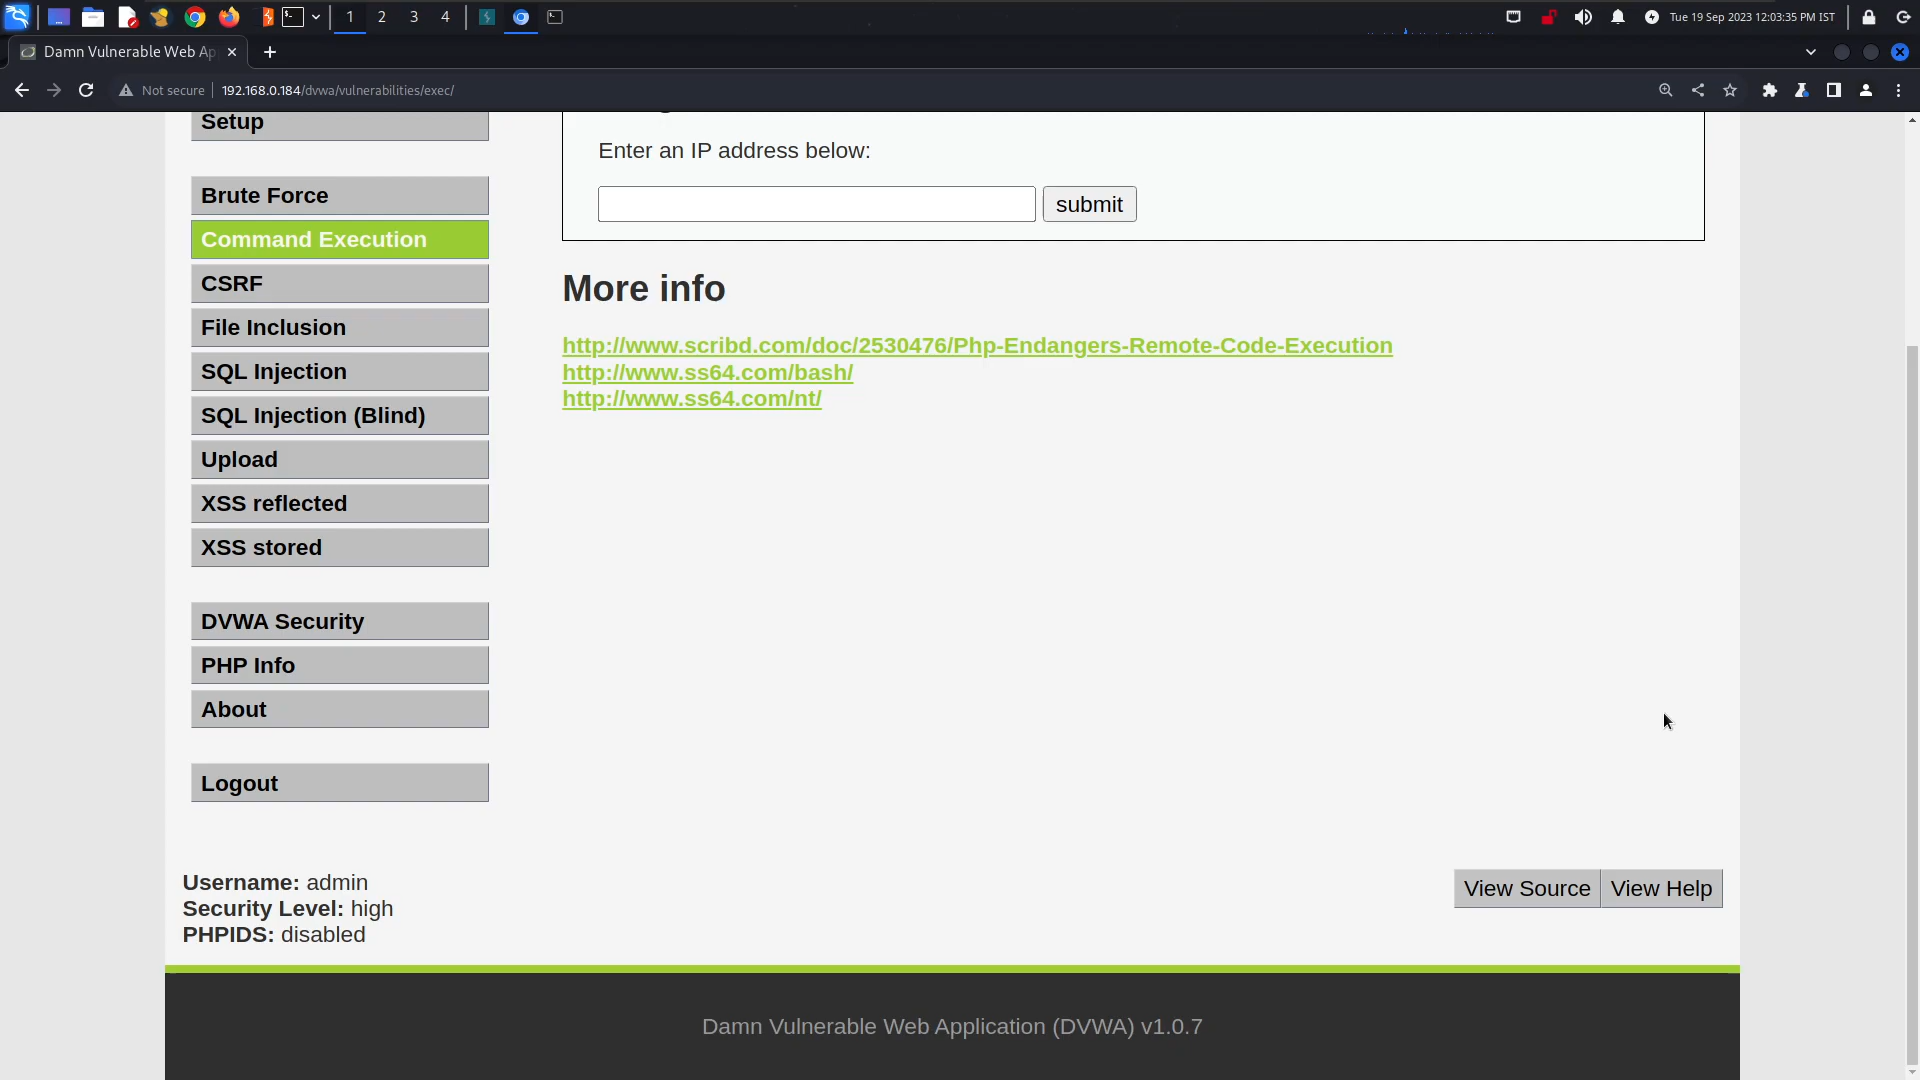 1 2 3 4
Tue 19 Sep 2023 12:03:35 PM IST
Damn Vulnerable Web Ap
Not secure
192.168.0.184/dvwa/vulnerabilities/exec/
Setup
Brute Force
Command Execution
CSRF
File Inclusion
SQL Injection
SQL Injection (Blind)
Upload
XSS reflected
XSS stored
DVWA Security
PHP Info
About
Logout
Enter an IP address below:
submit
More info
http://www.scribd.com/doc/2530476/Php-Endangers-Remote-Code-Execution
http://www.ss64.com/bash/
http://www.ss64.com/nt/
Username: admin
Security Level: high
PHPIDS: disabled
View Source
View Help
Damn Vulnerable Web Application (DVWA) v1.0.7